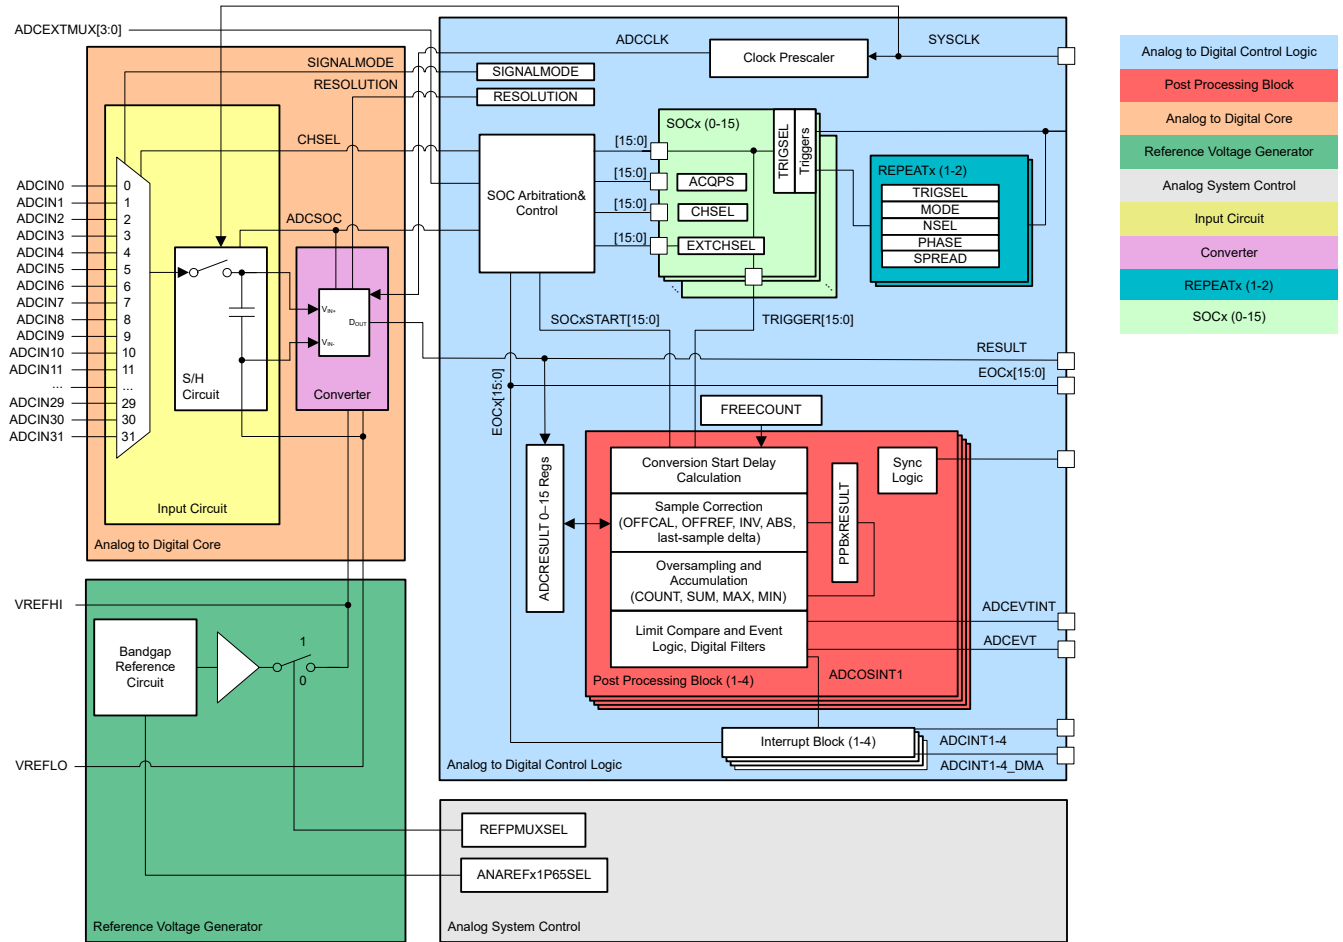 ADCEXTMUX[3:0]
ADCCLK
Clock Prescaler
SYSCLK
SIGNALMODE
SIGNALMODE
RESOLUTION
RESOLUTION
CHSEL
ADCIN0
ADCIN1
ADCIN2
ADCIN3
ADCIN4
ADCIN5
ADCIN6
ADCIN7
ADCIN8
ADCIN9
ADCIN10
ADCIN11
...
ADCIN29
ADCIN30
ADCIN31
0
1
2
3
4
5
6
7
8
9
10
11
...
29
30
31
ADCSOC
S/H
Circuit
VIN+
VIN-
DOUT
Converter
Input Circuit
Analog to Digital Core
SOC Arbitration&
Control
[15:0]
[15:0]
[15:0]
[15:0]
SOCx (0-15)
TRIGSEL
Triggers
ACQPS
CHSEL
EXTCHSEL
REPEATx (1-2)
TRIGSEL
MODE
NSEL
PHASE
SPREAD
SOCxSTART[15:0]
TRIGGER[15:0]
RESULT
EOCx[15:0]
EOCx[15:0]
FREECOUNT
ADCRESULT 0–15 Regs
Conversion Start Delay
Calculation
Sample Correction
(OFFCAL, OFFREF, INV, ABS,
last-sample delta)
Oversampling and
Accumulation
(COUNT, SUM, MAX, MIN)
Limit Compare and Event
Logic, Digital Filters
PPBxRESULT
Sync
Logic
Post Processing Block (1-4)
ADCEVTINT
ADCEVT
ADCOSINT1
Interrupt Block (1-4)
ADCINT1-4
ADCINT1-4_DMA
Analog to Digital Control Logic
VREFHI
Bandgap
Reference
Circuit
1
0
VREFLO
Reference Voltage Generator
REFPMUXSEL
ANAREFx1P65SEL
Analog System Control
Analog to Digital Control Logic
Post Processing Block
Analog to Digital Core
Reference Voltage Generator
Analog System Control
Input Circuit
Converter
REPEATx (1-2)
SOCx (0-15)